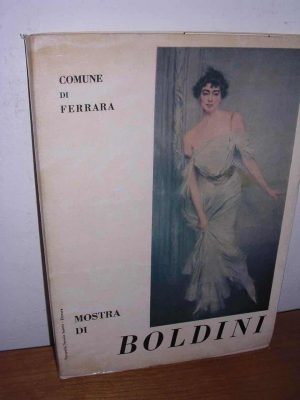 COMUNE
DI
FERRARA
MOSTRA
DI
BOLDINI